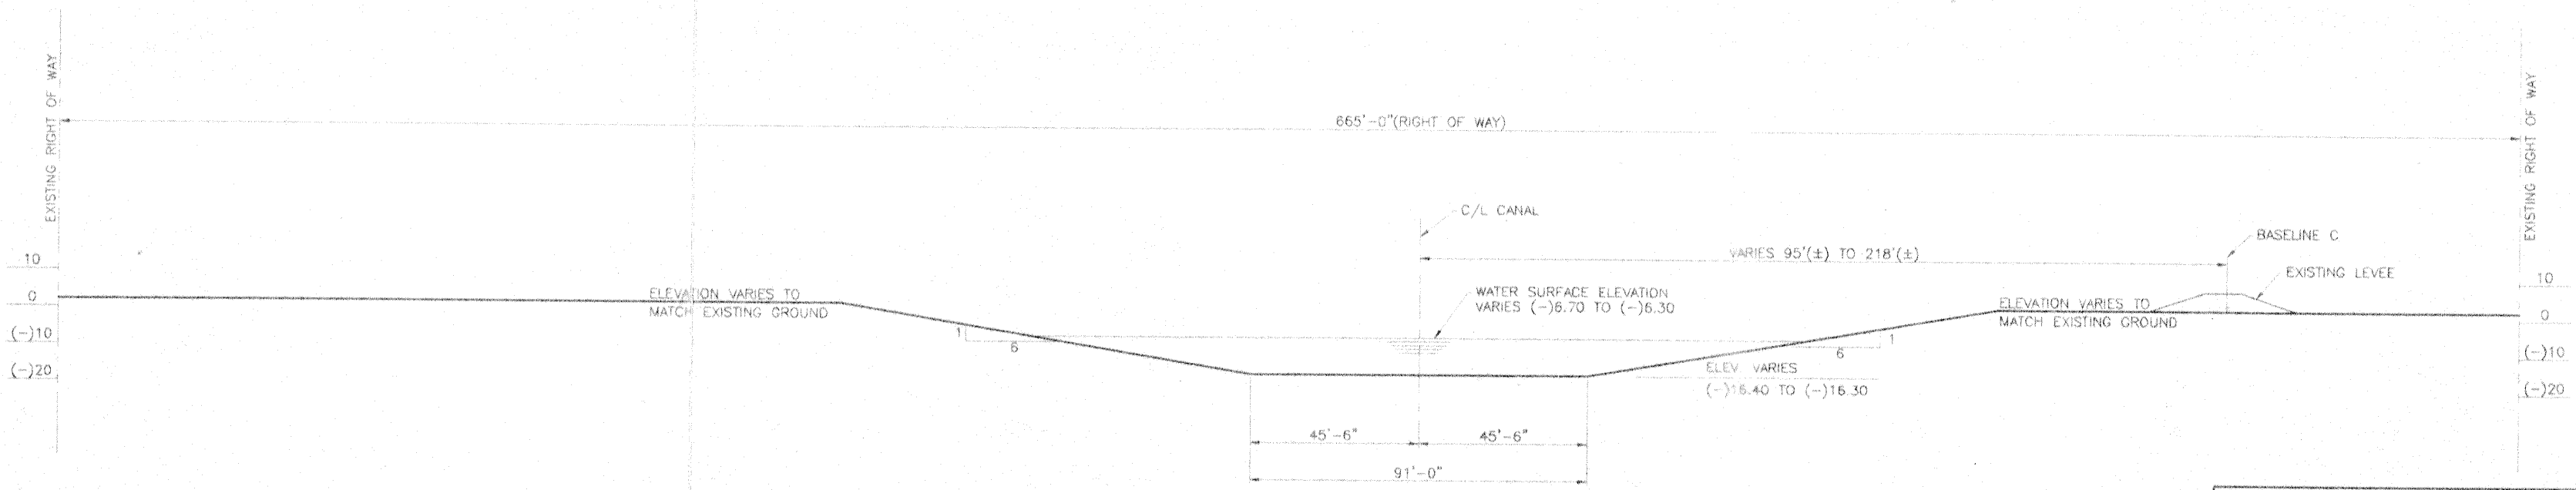 EXISTING RIGHT OF WAY
EXISTING RIGHT OF WAY
665'-0"(RIGHT OF WAY)
C/L CANAL
BASELINE C
VARIES 95'(±) TO 218'(±)
EXISTING LEVEE
10
0
(-)10
(-)20
ELEVATION VARIES TO
MATCH EXISTING GROUND
WATER SURFACE ELEVATION
VARIES (-)6.70 TO (-)6.30
ELEVATION VARIES TO
MATCH EXISTING GROUND
10
0
(-)10
(-)20
1
6
6
1
ELEV VARIES
(-)16.40 TO (-)16.30
45'-6"
45'-6"
91'-0"